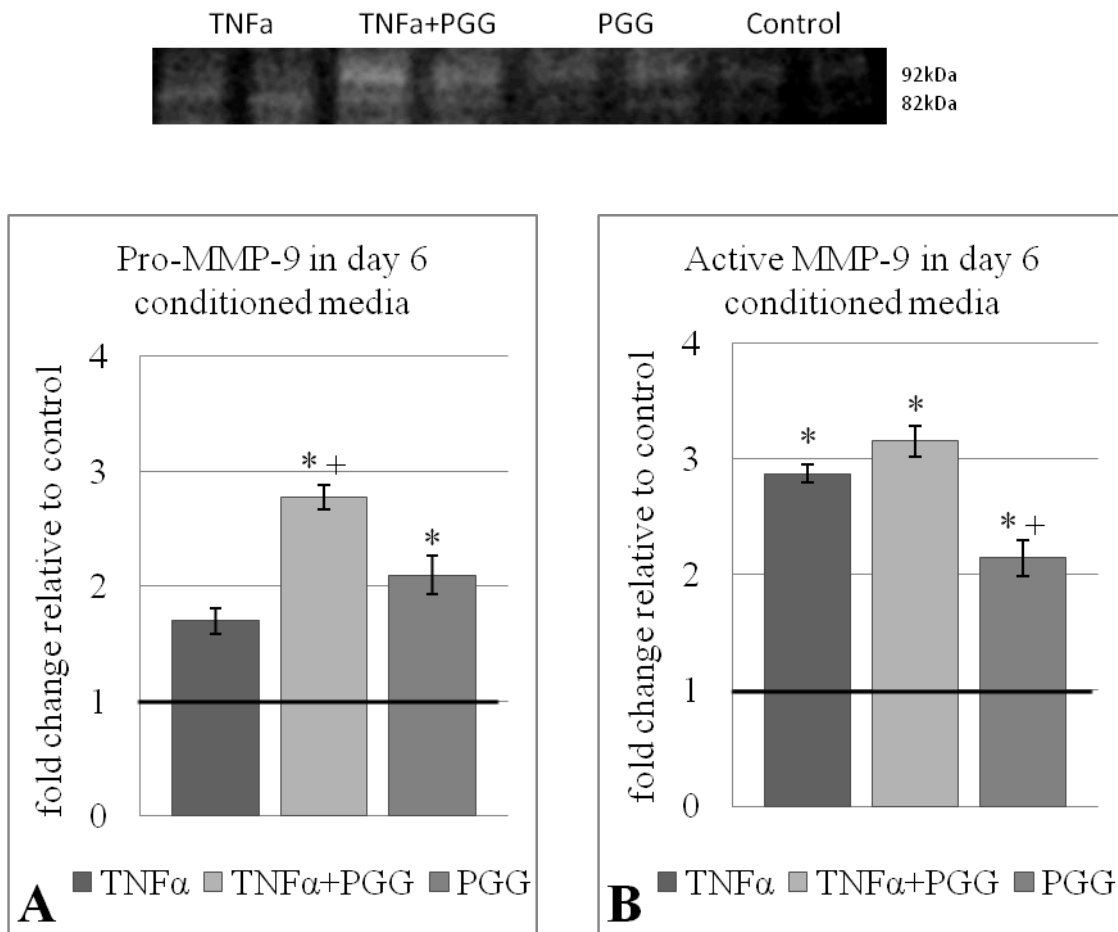 TNFa TNFa+PGG PGG Control
92kDa
82kDa
Pro-MMP-9 in day 6
conditioned media
fold change relative to control
4
3
2
1
0
* +
*
TNFα TNFα+PGG PGG
A
Active MMP-9 in day 6
conditioned media
fold change relative to control
4
3
2
1
0
*
*
* +
TNFα TNFα+PGG PGG
B